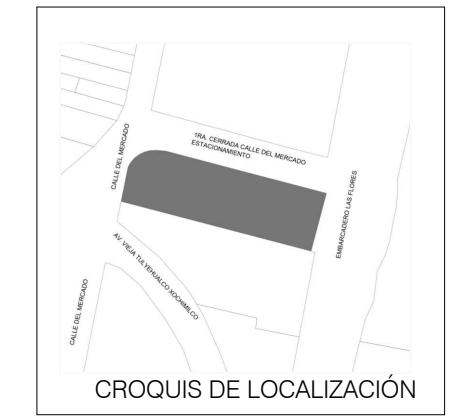 1RA. CERRADA CALLE DEL MERCADO
ESTACIONAMIENTO
CALLE DEL MERCADO
EMBARCADERO LAS FLORES
AV. VIEJA TULYEHUALCO XOCHIMILCO
CALLE DEL MERCADO
CROQUIS DE LOCALIZACIÓN